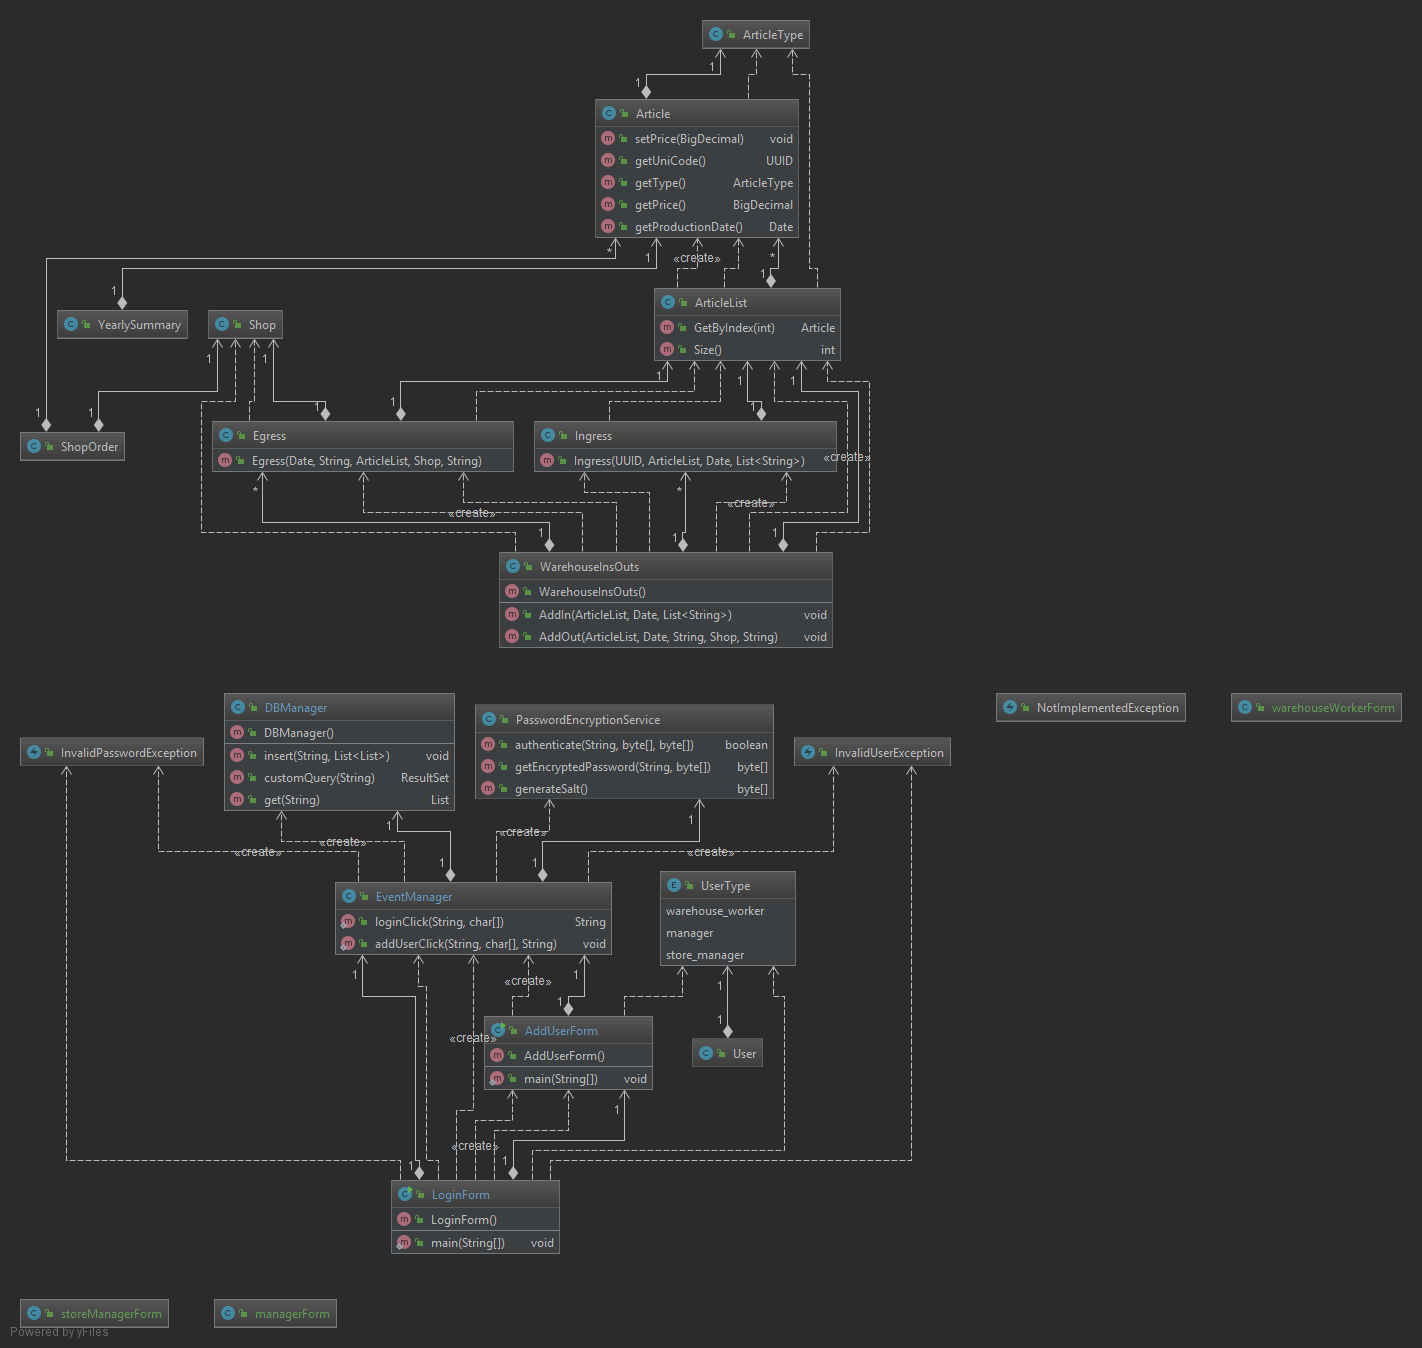 ArticleType
1
1
Article
setPrice(BigDecimal) void
getUniCode() UUID
getType() ArticleType
getPrice() BigDecimal
getProductionDate() Date
* 1 «create» *
1
1
YearlySummary
Shop
ArticleList
GetByIndex(int) Article
Size() int
1 1
1 1 1
1 1 1 1 1
ShopOrder
Egress
Egress(Date, String, ArticleList, Shop, String)
Ingress
Ingress(UUID, ArticleList, Date, List<String>)
«create»
* *
«create» «create»
1 1 1
WarehouseInsOuts
WarehouseInsOuts()
AddIn(ArticleList, Date, List<String>) void
AddOut(ArticleList, Date, String, Shop, String) void
NotImplementedException
warehouseWorkerForm
InvalidPasswordException
DBManager
DBManager()
insert(String, List<List>) void
customQuery(String) ResultSet
get(String) List
PasswordEncryptionService
authenticate(String, byte[], byte[]) boolean
getEncryptedPassword(String, byte[]) byte[]
generateSalt() byte[]
InvalidUserException
1 1
«create» «create» «create» «create»
1 1
EventManager
loginClick(String, char[]) String
addUserClick(String, char[], String) void
UserType
warehouse_worker
manager
store_manager
1 1
«create» 1
1 1
«create»
AddUserForm
AddUserForm()
main(String[]) void
User
1
«create»
1 1
LoginForm
LoginForm()
main(String[]) void
storeManagerForm
managerForm
Powered by yFiles